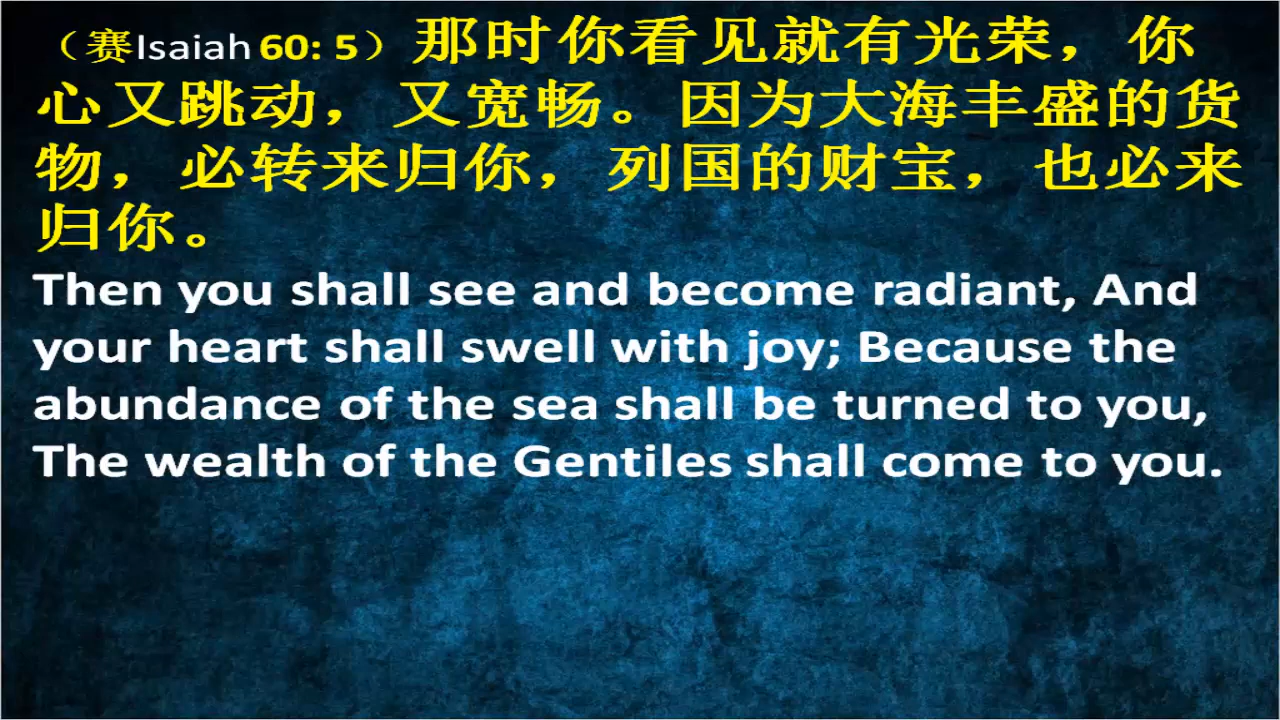 （赛Isaiah 60: 5）那时你看见就有光荣，你
心又跳动，又宽畅。因为大海丰盛的货
物，必转来归你，列国的财宝，也必来
归你。
Then you shall see and become radiant, And
your heart shall swell with joy; Because the
abundance of the sea shall be turned to you,
The wealth of the Gentiles shall come to you.